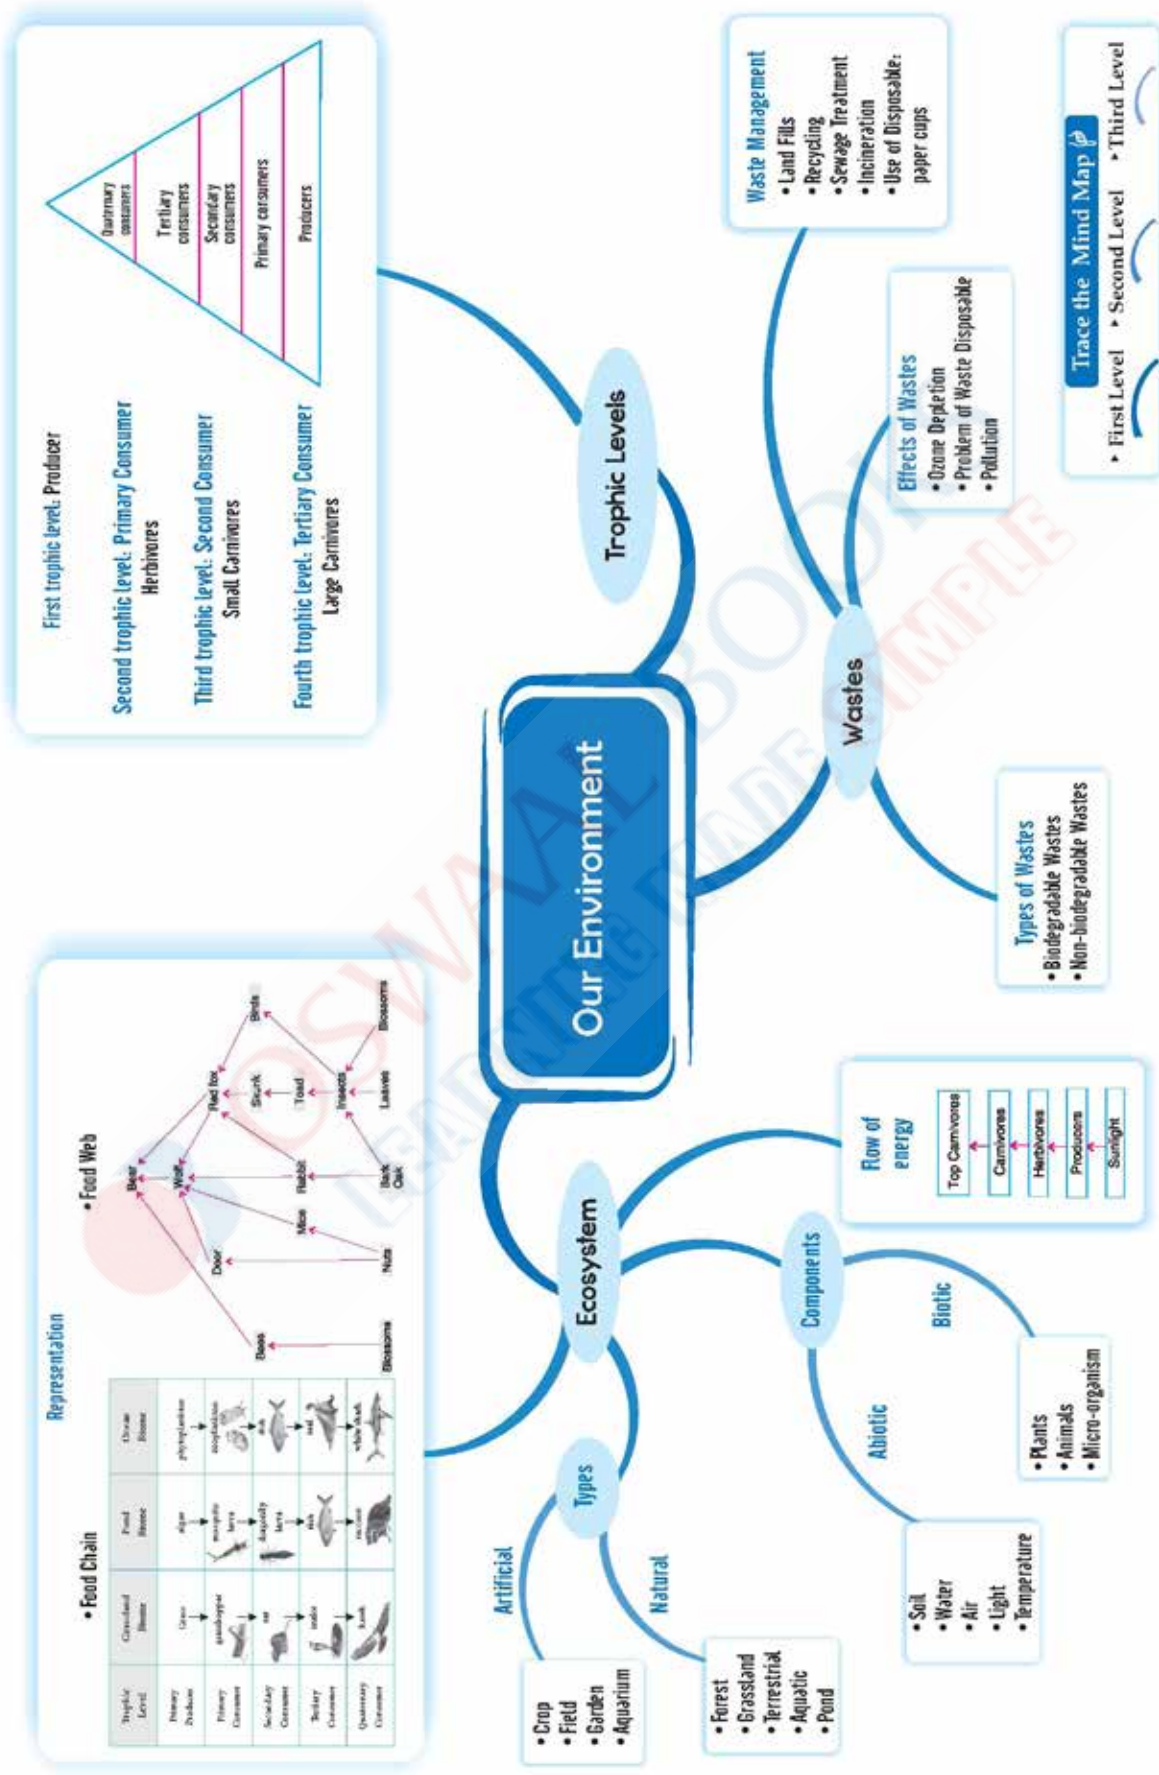 Our Environment
Ecosystem
Representation
• Food Chain
Trophic
Level
Grassland
Biome
Pond
Biome
Ocean
Biome
Primary
Producer
Grass
algae
phytoplankton
Primary
Consumer
grasshopper
mosquito
larva
zooplankton
Secondary
Consumer
rat
dragonfly
larva
fish
Tertiary
Consumer
snake
fish
seal
Quaternary
Consumer
hawk
raccoon
white shark
• Food Web
Bear
Wolf
Red fox
Deer
Birds
Bees
Skunk
Mice
Rabbit
Toad
Insects
Blossoms
Nuts
Bark
Oak
Leaves
Blossoms
Types
Artificial
• Crop
• Field
• Garden
• Aquarium
Natural
• Forest
• Grassland
• Terrestrial
• Aquatic
• Pond
Components
Abiotic
• Soil
• Water
• Air
• Light
• Temperature
Biotic
• Plants
• Animals
• Micro-organism
Flow of
energy
Top Carnivores
Carnivores
Herbivores
Producers
Sunlight
Trophic Levels
First trophic level: Producer
Second trophic level: Primary Consumer
Herbivores
Third trophic level: Second Consumer
Small Carnivores
Fourth trophic level: Tertiary Consumer
Large Carnivores
Quaternary
consumers
Tertiary
consumers
Secondary
consumers
Primary consumers
Producers
Wastes
Types of Wastes
• Biodegradable Wastes
• Non-biodegradable Wastes
Effects of Wastes
• Ozone Depletion
• Problem of Waste Disposable
• Pollution
Waste Management
• Land Fills
• Recycling
• Sewage Treatment
• Incineration
• Use of Disposable:
paper cups
Trace the Mind Map
▸ First Level ▸ Second Level ▸ Third Level
OSWAAL BOOKS
LEARNING MADE SIMPLE